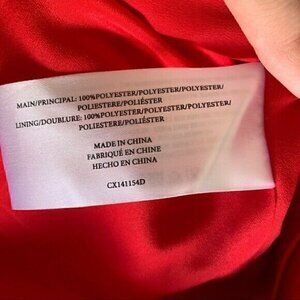 MAIN/PRINCIPAL: 100%POLYESTER/POLYESTER/POLYESTER/
POLIESTERE/POLIÉSTER
LINING/DOUBLURE: 100%POLYESTER/POLYESTER/POLYESTER/
POLIESTERE/POLIÉSTER
MADE IN CHINA
FABRIQUÉ EN CHINE
HECHO EN CHINA
CX141154D